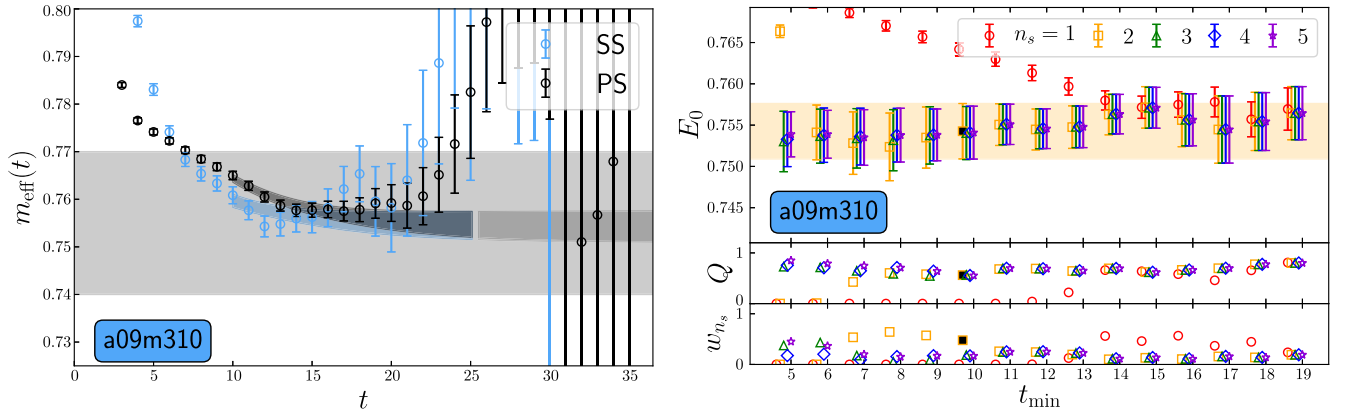 0.80
0.79
0.78
0.77
0.76
0.75
0.74
0.73
m_eff(t)
SS
PS
a09m310
0 5 10 15 20 25 30 35
t
0.765
0.760
0.755
0.750
0.745
E_0
n_s = 1 2 3 4 5
a09m310
1
0
Q
1
0
w_{n_s}
5 6 7 8 9 10 11 12 13 14 15 16 17 18 19
t_min